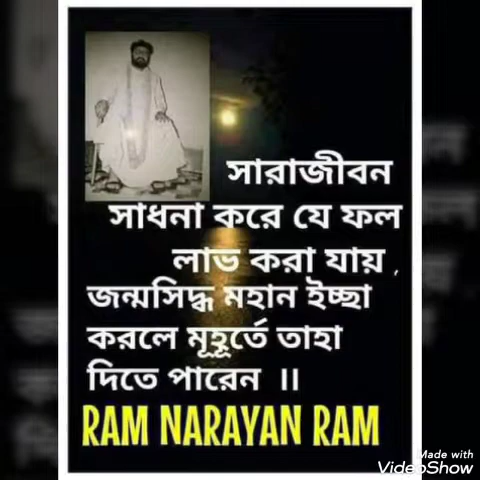 সারাজীবন
সাধনা করে যে ফল
লাভ করা যায় ,
জন্মসিদ্ধ মহান ইচ্ছা
করলে মূহূর্তে তাহা
দিতে পারেন ।।
RAM NARAYAN RAM
Made with
VideoShow